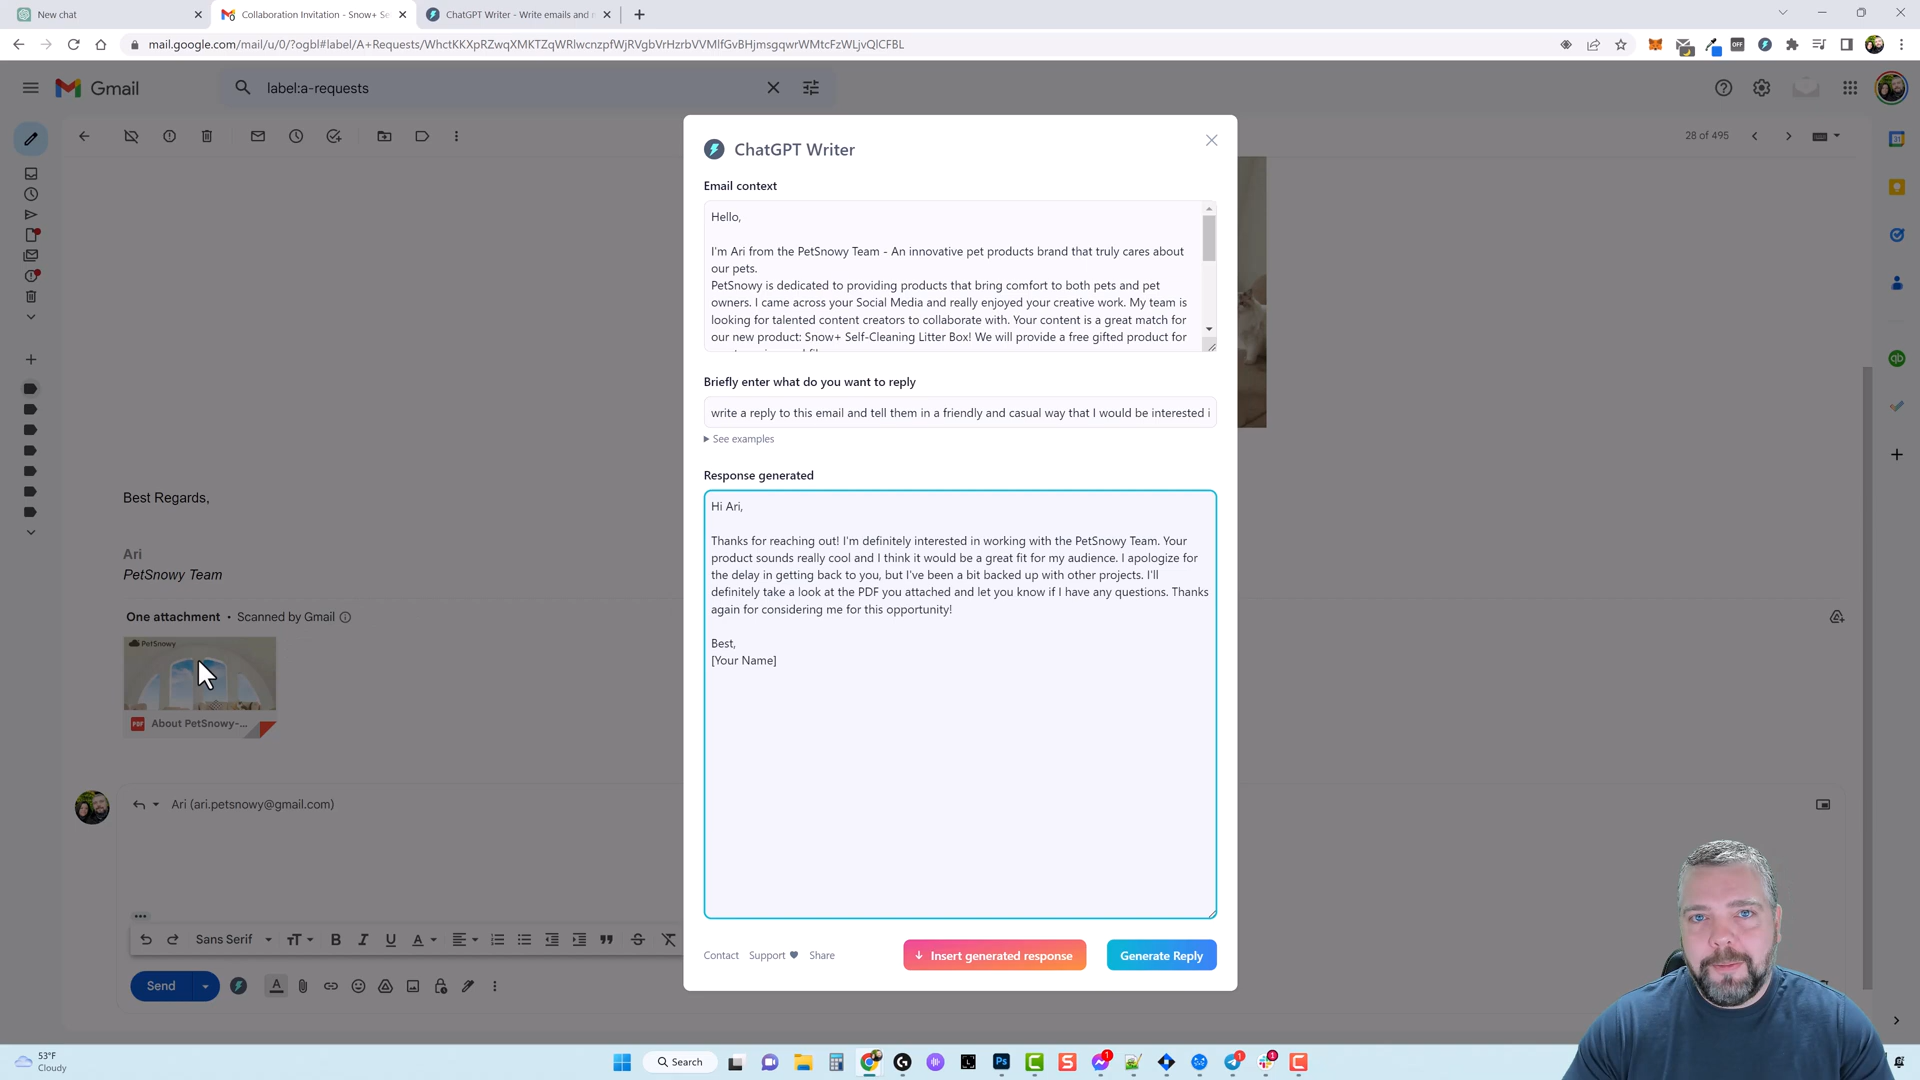 New chat
Collaboration Invitation - Snow+ Se
ChatGPT Writer - Write emails and
mail.google.com/mail/u/0/?ogbl#label/A+Requests/WhctKKXpRZwqXMKTZqWRlwcnzpfWjRVgbVrHzrbVVMlfGvBHjmsgqwrWMtcFzWLjvQlCFBL
OFF
Gmail
label:a-requests
28 of 495
ChatGPT Writer
Email context
Hello,
I'm Ari from the PetSnowy Team - An innovative pet products brand that truly cares about
our pets.
PetSnowy is dedicated to providing products that bring comfort to both pets and pet
owners. I came across your Social Media and really enjoyed your creative work. My team is
looking for talented content creators to collaborate with. Your content is a great match for
our new product: Snow+ Self-Cleaning Litter Box! We will provide a free gifted product for
Briefly enter what do you want to reply
write a reply to this email and tell them in a friendly and casual way that I would be interested i
See examples
Response generated
Hi Ari,
Thanks for reaching out! I'm definitely interested in working with the PetSnowy Team. Your
product sounds really cool and I think it would be a great fit for my audience. I apologize for
the delay in getting back to you, but I've been a bit backed up with other projects. I'll
definitely take a look at the PDF you attached and let you know if I have any questions. Thanks
again for considering me for this opportunity!
Best,
[Your Name]
Contact Support Share
Insert generated response
Generate Reply
Best Regards,
Ari
PetSnowy Team
One attachment • Scanned by Gmail
PetSnowy
PDF About PetSnowy-...
Ari (ari.petsnowy@gmail.com)
Sans Serif
Send
53°F
Cloudy
Search